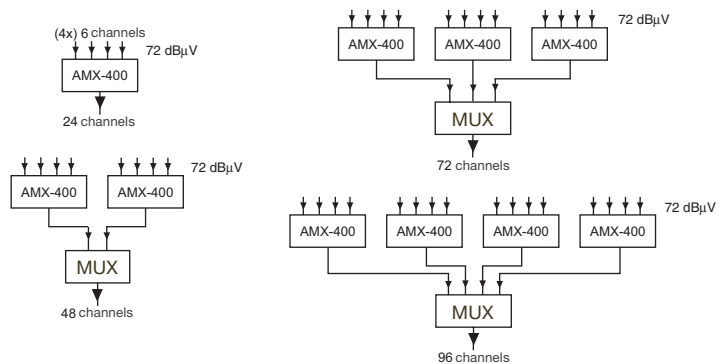 (4x) 6 channels
72 dBµV
AMX-400
24 channels
72 dBµV
AMX-400 AMX-400 AMX-400
MUX
72 channels
72 dBµV
AMX-400 AMX-400
MUX
48 channels
72 dBµV
AMX-400 AMX-400 AMX-400 AMX-400
MUX
96 channels